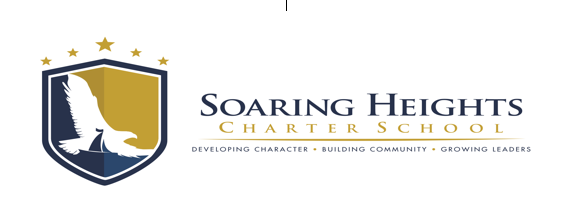 SOARING HEIGHTS
CHARTER SCHOOL
DEVELOPING CHARACTER • BUILDING COMMUNITY • GROWING LEADERS